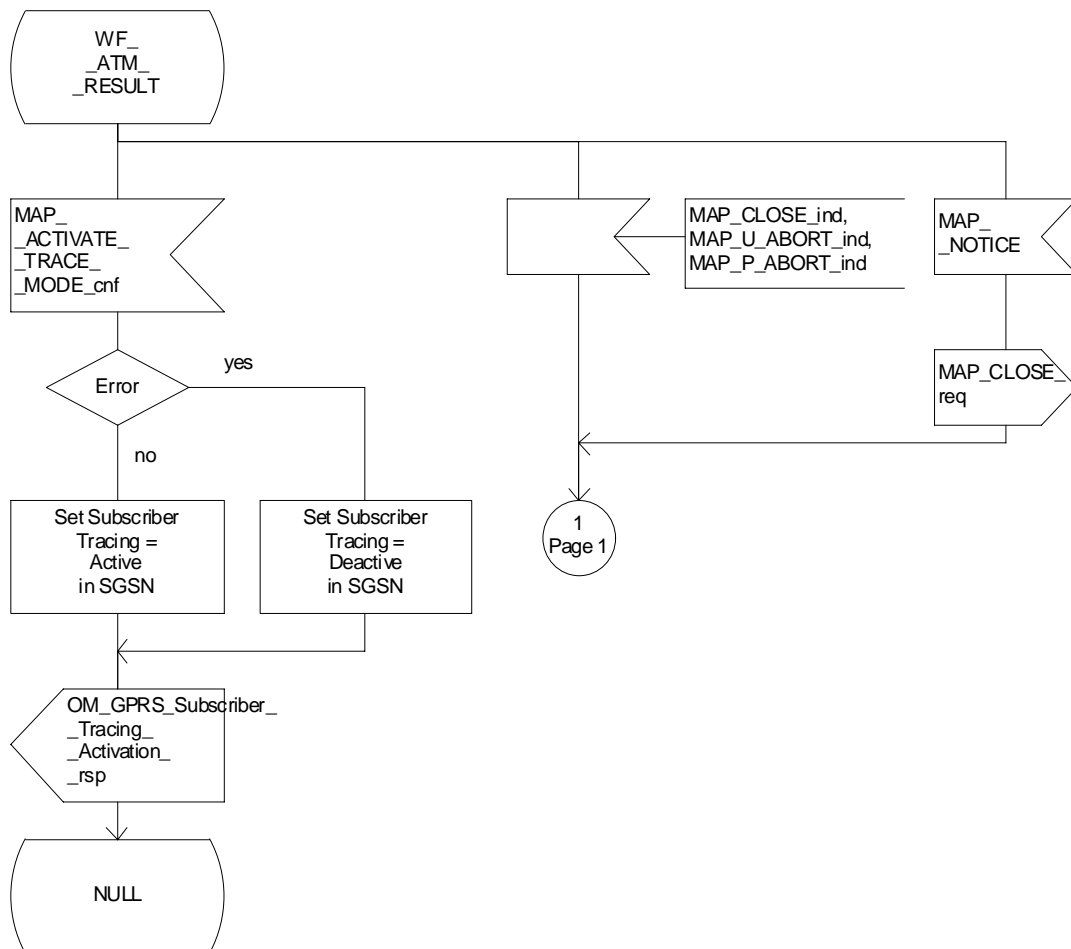 WF_
_ATM_
_RESULT
MAP_
_ACTIVATE_
_TRACE_
_MODE_cnf
MAP_CLOSE_ind,
MAP_U_ABORT_ind,
MAP_P_ABORT_ind
MAP_
_NOTICE
Error
yes
no
MAP_CLOSE_
req
Set Subscriber
Tracing =
Active
in SGSN
Set Subscriber
Tracing =
Deactive
in SGSN
1
Page 1
OM_GPRS_Subscriber_
_Tracing_
_Activation_
_rsp
NULL